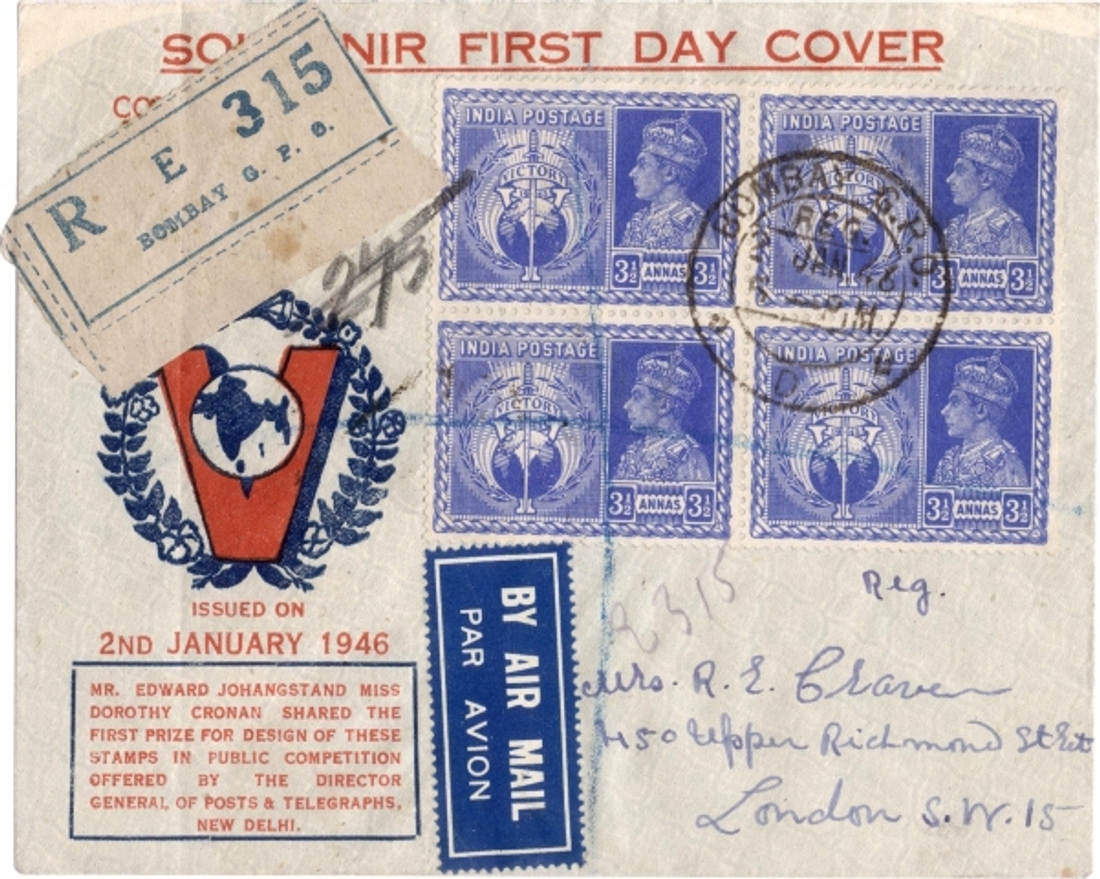 SOUVENIR FIRST DAY COVER
R E 315
BOMBAY G. P. O.
INDIA POSTAGE
VICTORY
3½ ANNAS 3½
INDIA POSTAGE
VICTORY
3½ ANNAS 3½
INDIA POSTAGE
VICTORY
3½ ANNAS 3½
INDIA POSTAGE
VICTORY
3½ ANNAS 3½
BOMBAY G.P.O.
REG.
JAN.46
P.M.
D
ISSUED ON
2ND JANUARY 1946
MR. EDWARD JOHANGSTAND MISS
DOROTHY CRONAN SHARED THE
FIRST PRIZE FOR DESIGN OF THESE
STAMPS IN PUBLIC COMPETITION
OFFERED BY THE DIRECTOR
GENERAL OF POSTS & TELEGRAPHS,
NEW DELHI.
BY AIR MAIL
PAR AVION
Reg.
Mrs. R. E. Craven
450 Upper Richmond
London S.W. 15